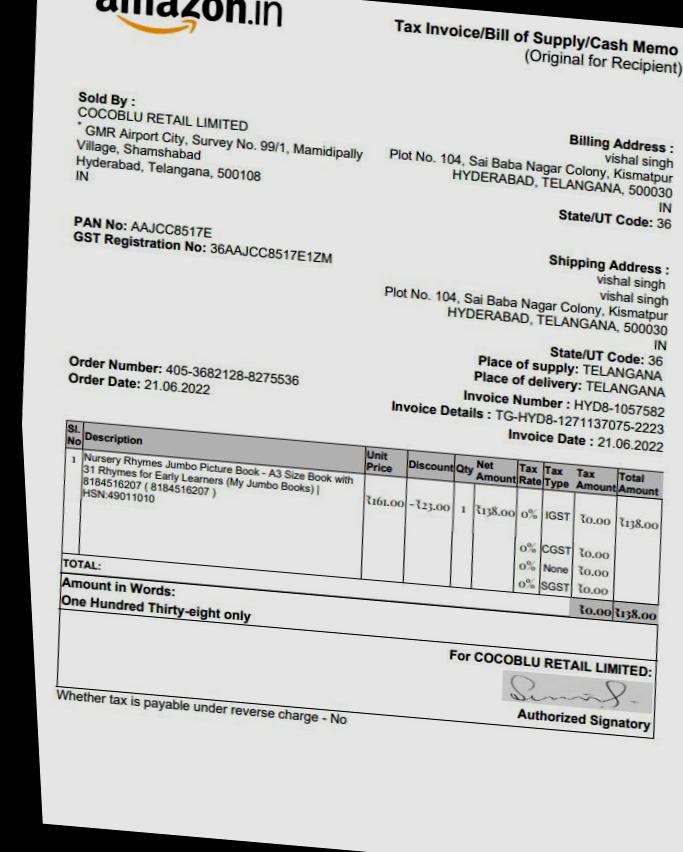 amazon.in
Tax Invoice/Bill of Supply/Cash Memo
(Original for Recipient)
Sold By :
COCOBLU RETAIL LIMITED
* GMR Airport City, Survey No. 99/1, Mamidipally
Village, Shamshabad
Hyderabad, Telangana, 500108
IN
Billing Address :
vishal singh
Plot No. 104, Sai Baba Nagar Colony, Kismatpur
HYDERABAD, TELANGANA, 500030
IN
State/UT Code: 36
PAN No: AAJCC8517E
GST Registration No: 36AAJCC8517E1ZM
Shipping Address :
vishal singh
vishal singh
Plot No. 104, Sai Baba Nagar Colony, Kismatpur
HYDERABAD, TELANGANA, 500030
IN
State/UT Code: 36
Place of supply: TELANGANA
Place of delivery: TELANGANA
Order Number: 405-3682128-8275536
Order Date: 21.06.2022
Invoice Number : HYD8-1057582
Invoice Details : TG-HYD8-1271137075-2223
Invoice Date : 21.06.2022
Sl. No Description Unit Price Discount Qty Net Amount Tax Rate Tax Type Tax Amount Total Amount
1 Nursery Rhymes Jumbo Picture Book - A3 Size Book with
31 Rhymes for Early Learners (My Jumbo Books) |
8184516207 ( 8184516207 )
HSN:49011010
₹161.00 -₹23.00 1 ₹138.00 0% IGST ₹0.00 ₹138.00
0% CGST ₹0.00
0% None ₹0.00
0% SGST ₹0.00
TOTAL: ₹0.00 ₹138.00
Amount in Words:
One Hundred Thirty-eight only
For COCOBLU RETAIL LIMITED:
Authorized Signatory
Whether tax is payable under reverse charge - No